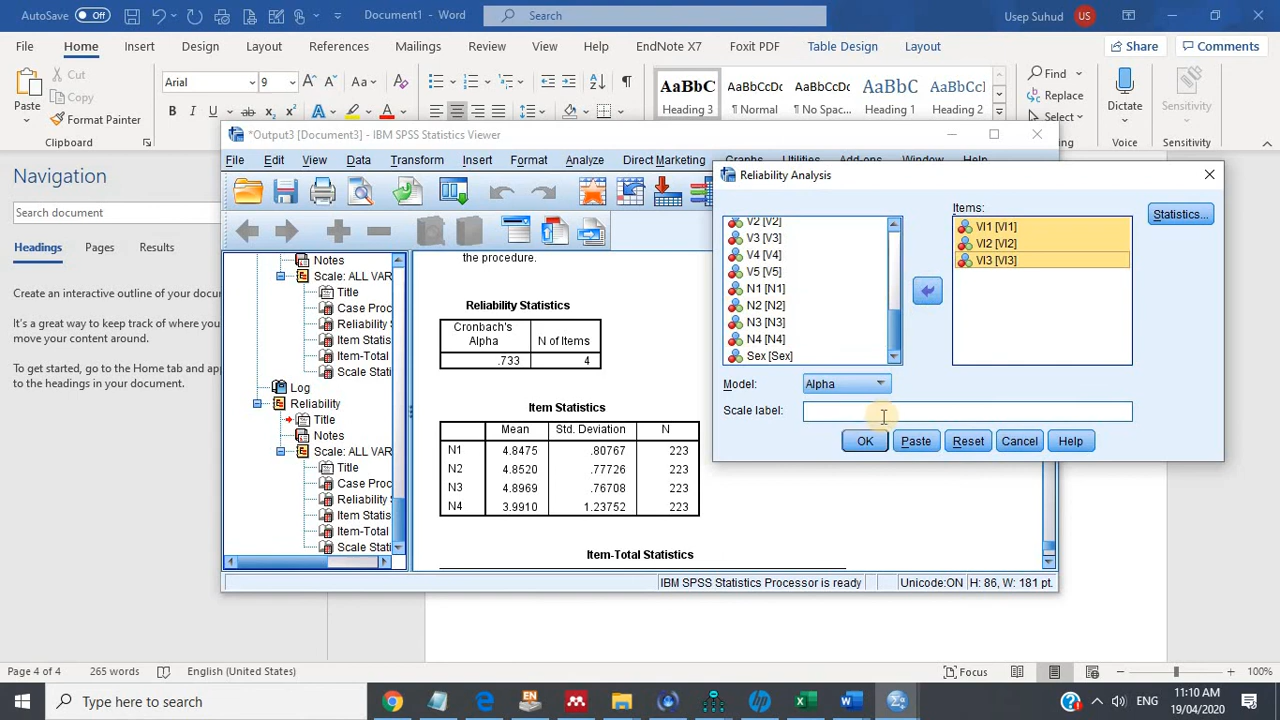 AutoSave Off
Document1 - Word
Search
Usep Suhud US
File Home Insert Design Layout References Mailings Review View Help EndNote X7 Foxit PDF Table Design Layout
Share Comments
Cut
Copy
Format Painter
Paste
Clipboard
Arial 9
AaBbC AaBbCcDc AaBbCcDc AaBbCcD AaBbCcD
Heading 3 ¶ Normal ¶ No Spac... Heading 1 Heading 2
Find
Replace
Select
Dictate
Sensitivity
Voice Sensitivity
Navigation
Search document
Headings Pages Results
Create an interactive outline of your docum
It's a great way to keep track of where your
move your content around.
To get started, go to the Home tab and app
to the headings in your document.
*Output3 [Document3] - IBM SPSS Statistics Viewer
File Edit View Data Transform Insert Format Analyze Direct Marketing Graphs Utilities Add-ons Window Help
Notes
Scale: ALL VAR
Title
Case Proc
Reliability
Item Statis
Item-Total
Scale Stati
Log
Reliability
Title
Notes
Scale: ALL VAR
Title
Case Proc
Reliability
Item Statis
Item-Total
Scale Stati
the procedure.
Reliability Statistics
Cronbach's
Alpha N of Items
.733 4
Item Statistics
Mean Std. Deviation N
N1 4.8475 .80767 223
N2 4.8520 .77726 223
N3 4.8969 .76708 223
N4 3.9910 1.23752 223
Item-Total Statistics
IBM SPSS Statistics Processor is ready Unicode:ON H: 86, W: 181 pt.
Reliability Analysis
Items:
V2 [V2]
V3 [V3]
V4 [V4]
V5 [V5]
N1 [N1]
N2 [N2]
N3 [N3]
N4 [N4]
Sex [Sex]
VI1 [VI1]
VI2 [VI2]
VI3 [VI3]
Statistics...
Model: Alpha
Scale label:
OK Paste Reset Cancel Help
Page 4 of 4 265 words English (United States) Focus 100%
Type here to search
ENG
11:10 AM
19/04/2020